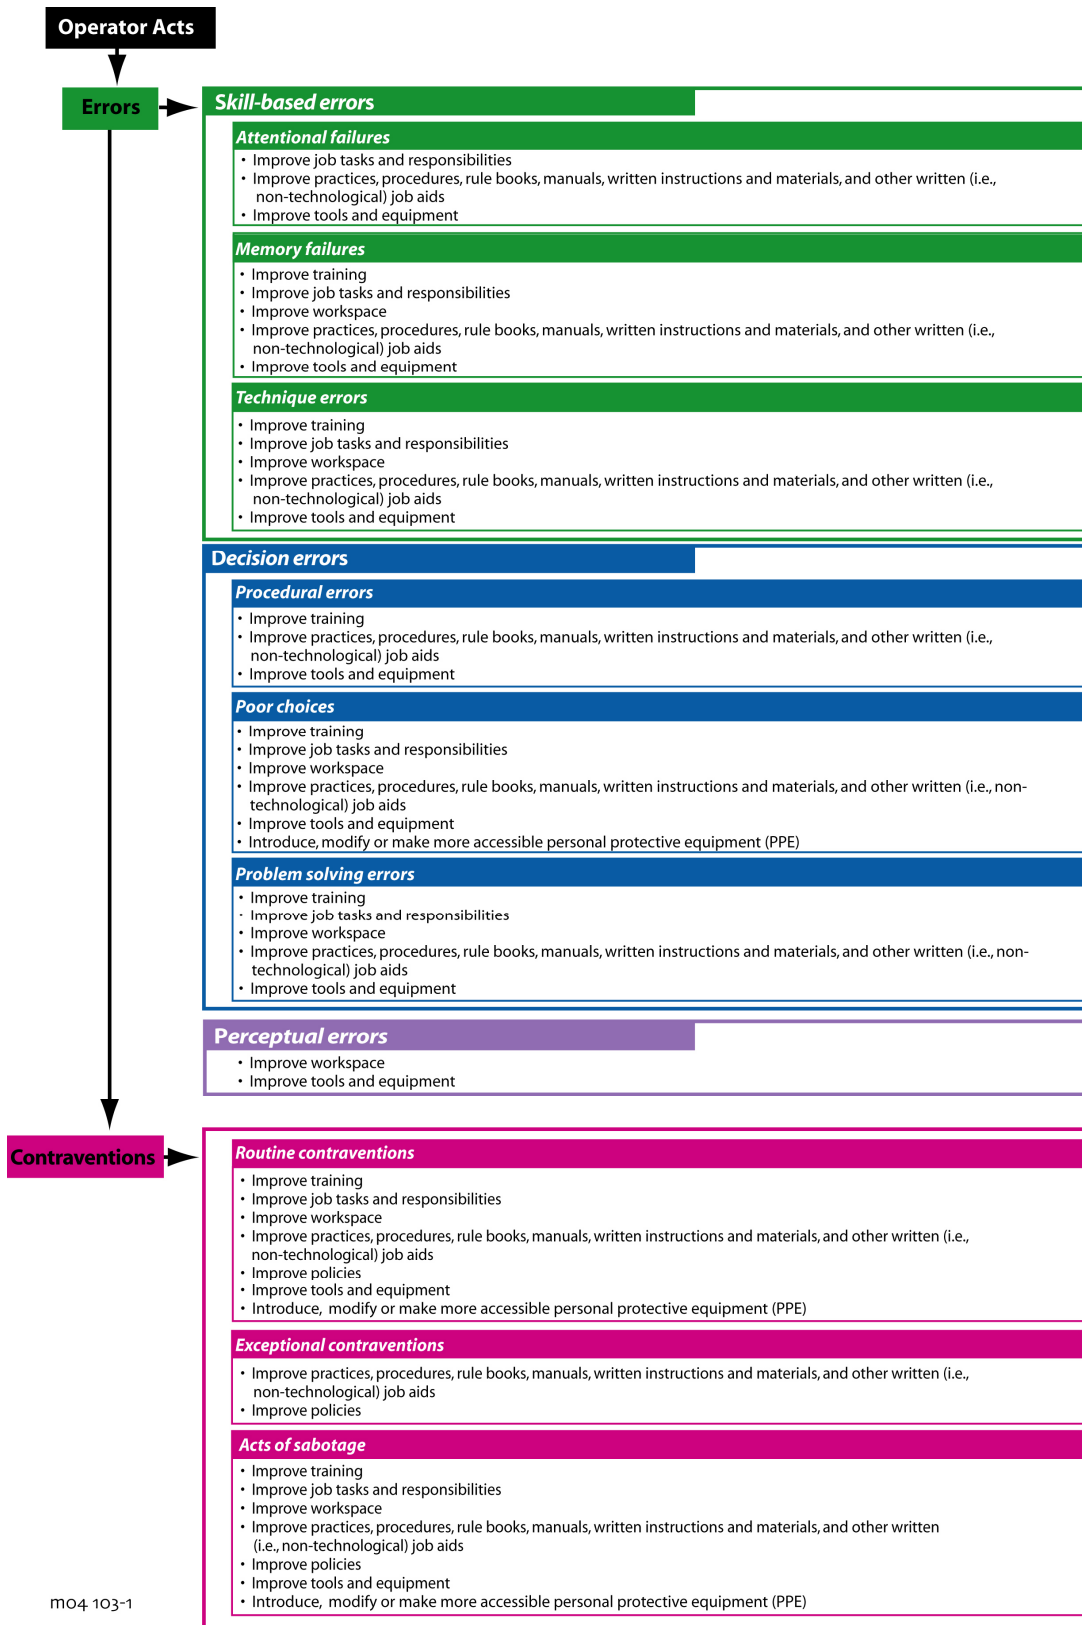 Operator Acts
Errors
Skill-based errors
Attentional failures
• Improve job tasks and responsibilities
• Improve practices, procedures, rule books, manuals, written instructions and materials, and other written (i.e.,
non-technological) job aids
• Improve tools and equipment
Memory failures
• Improve training
• Improve job tasks and responsibilities
• Improve workspace
• Improve practices, procedures, rule books, manuals, written instructions and materials, and other written (i.e.,
non-technological) job aids
• Improve tools and equipment
Technique errors
• Improve training
• Improve job tasks and responsibilities
• Improve workspace
• Improve practices, procedures, rule books, manuals, written instructions and materials, and other written (i.e.,
non-technological) job aids
• Improve tools and equipment
Decision errors
Procedural errors
• Improve training
• Improve practices, procedures, rule books, manuals, written instructions and materials, and other written (i.e.,
non-technological) job aids
• Improve tools and equipment
Poor choices
• Improve training
• Improve job tasks and responsibilities
• Improve workspace
• Improve practices, procedures, rule books, manuals, written instructions and materials, and other written (i.e., non-
technological) job aids
• Improve tools and equipment
• Introduce, modify or make more accessible personal protective equipment (PPE)
Problem solving errors
• Improve training
• Improve job tasks and responsibilities
• Improve workspace
• Improve practices, procedures, rule books, manuals, written instructions and materials, and other written (i.e., non-
technological) job aids
• Improve tools and equipment
Perceptual errors
• Improve workspace
• Improve tools and equipment
Contraventions
Routine contraventions
• Improve training
• Improve job tasks and responsibilities
• Improve workspace
• Improve practices, procedures, rule books, manuals, written instructions and materials, and other written (i.e.,
non-technological) job aids
• Improve policies
• Improve tools and equipment
• Introduce, modify or make more accessible personal protective equipment (PPE)
Exceptional contraventions
• Improve practices, procedures, rule books, manuals, written instructions and materials, and other written (i.e.,
non-technological) job aids
• Improve policies
Acts of sabotage
• Improve training
• Improve job tasks and responsibilities
• Improve workspace
• Improve practices, procedures, rule books, manuals, written instructions and materials, and other written
(i.e., non-technological) job aids
• Improve policies
• Improve tools and equipment
• Introduce, modify or make more accessible personal protective equipment (PPE)
m04 103-1